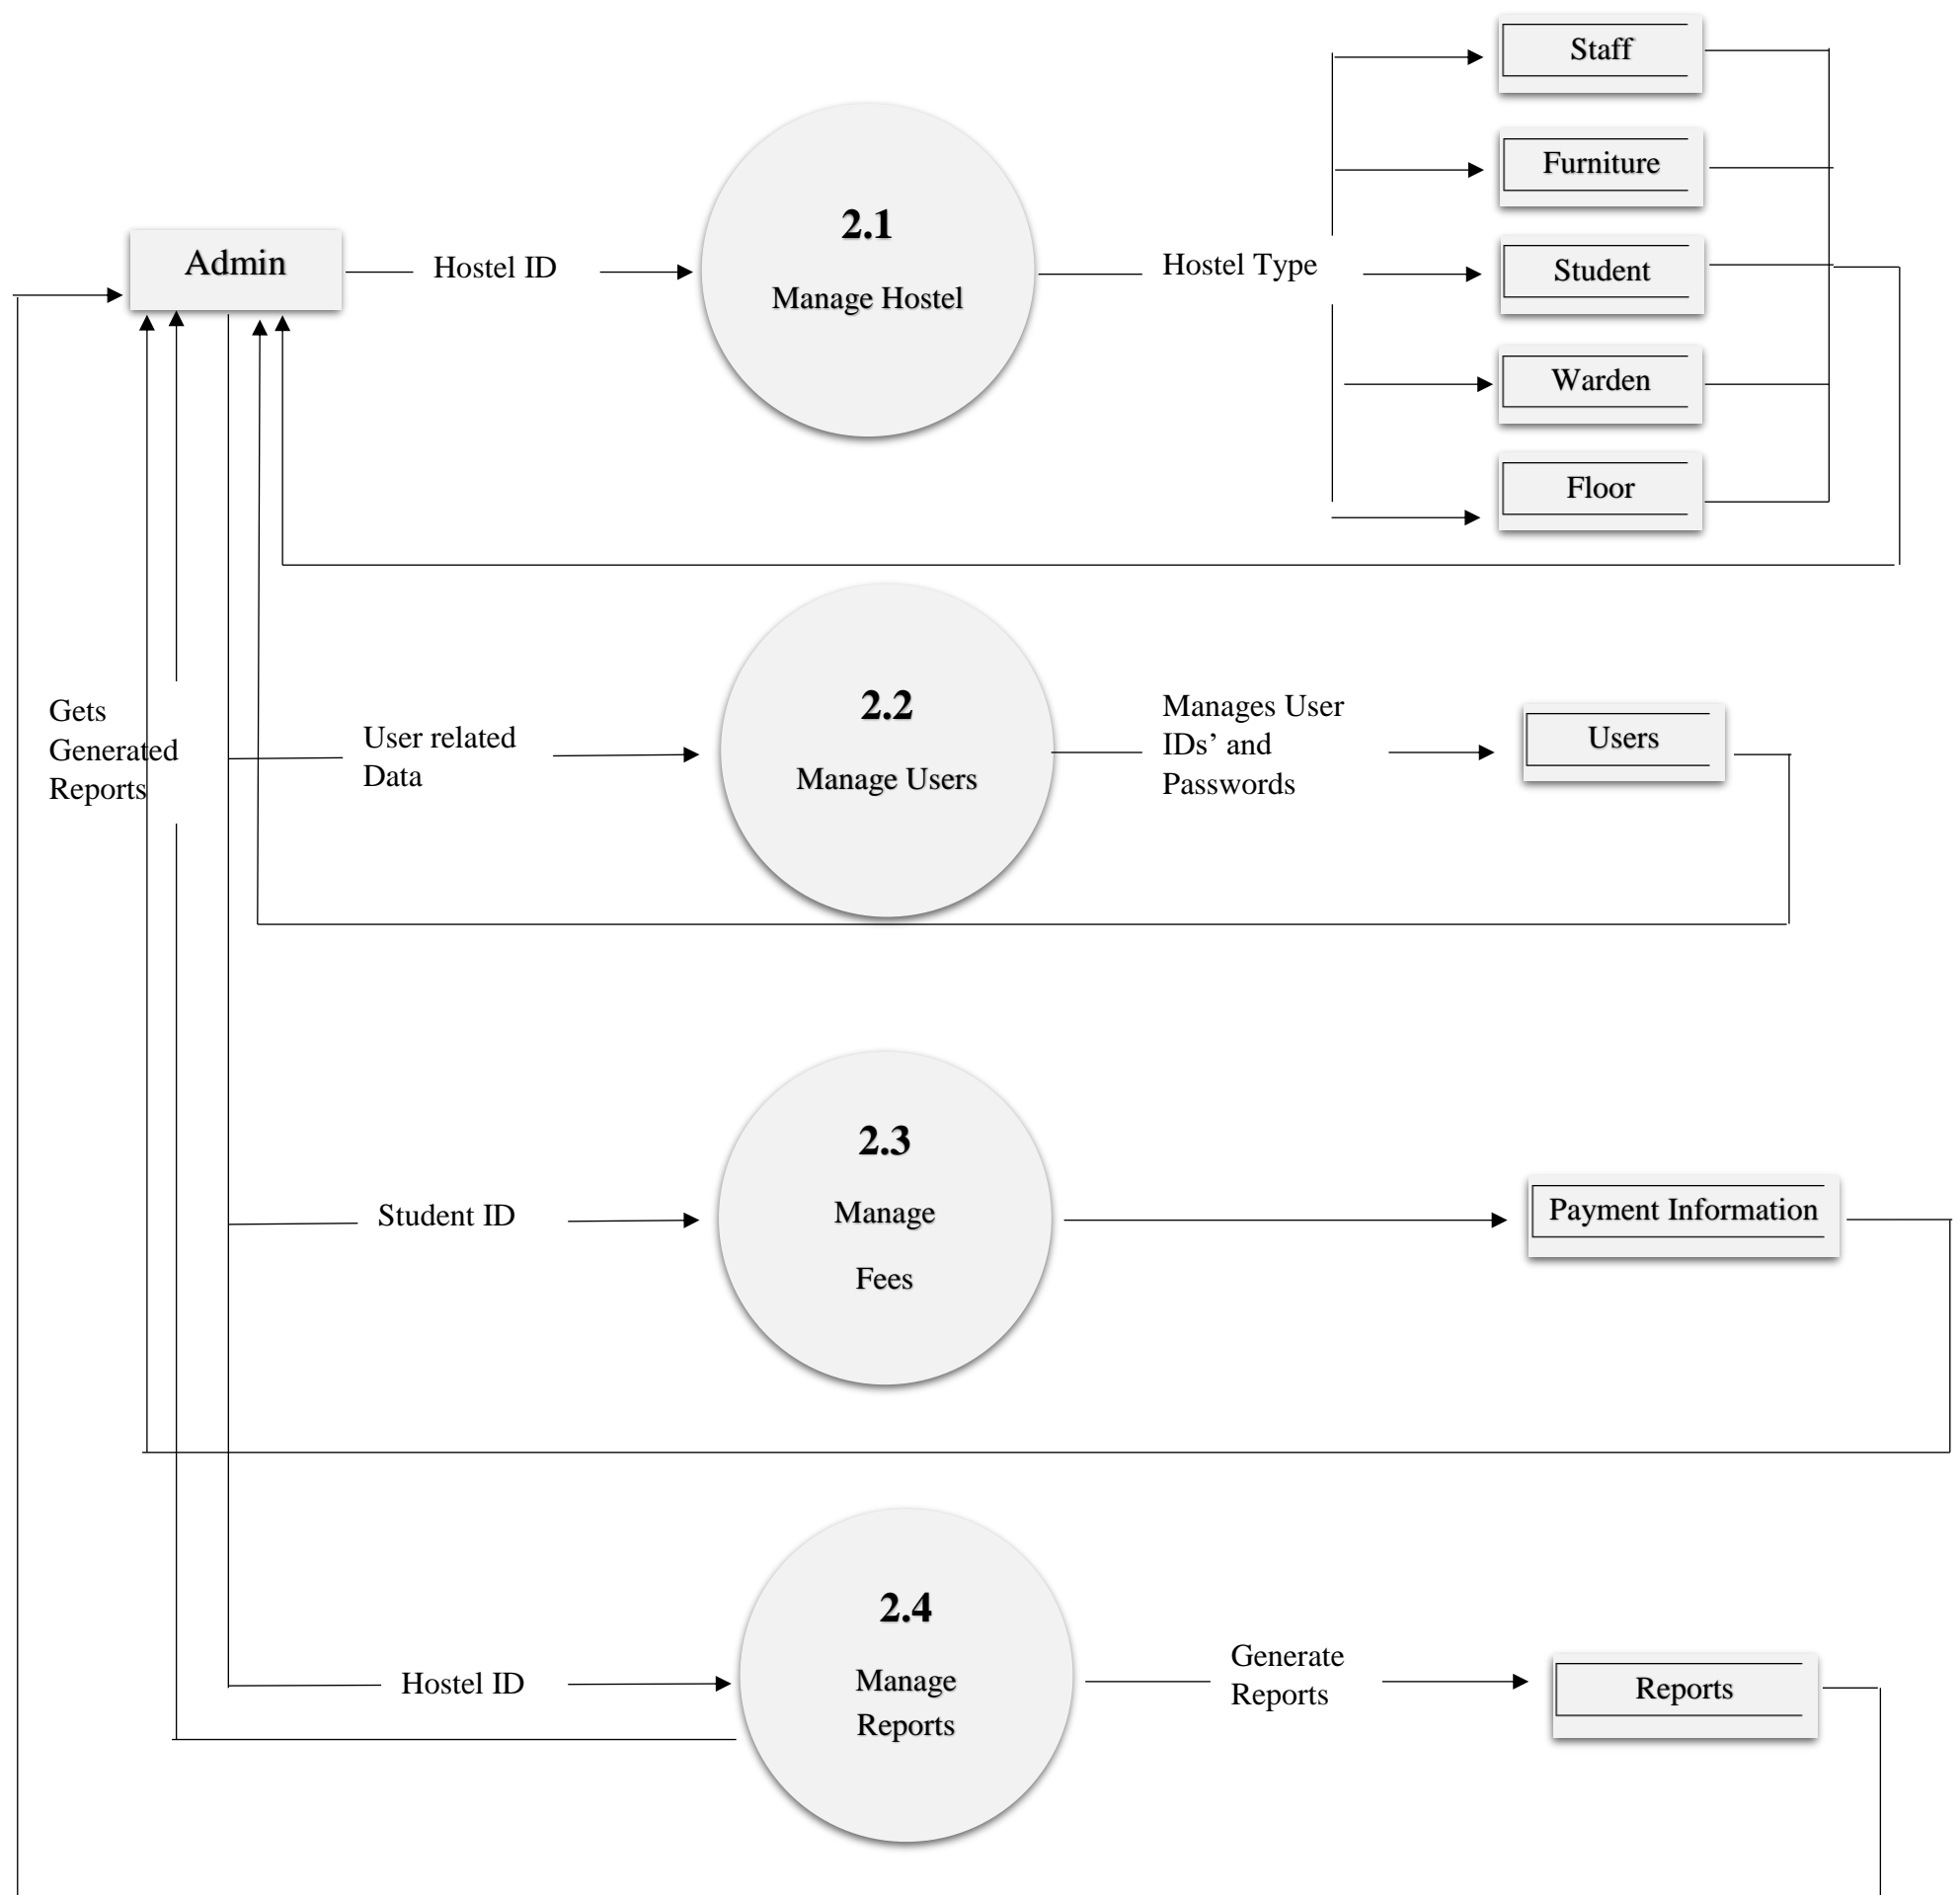 Staff
Furniture
2.1
Admin
Hostel ID
Manage Hostel
Hostel Type
Student
Warden
Floor
Gets
Generated
Reports
User related
Data
2.2
Manage Users
Manages User
IDs’ and
Passwords
Users
2.3
Student ID
Manage
Fees
Payment Information
2.4
Hostel ID
Manage
Reports
Generate
Reports
Reports